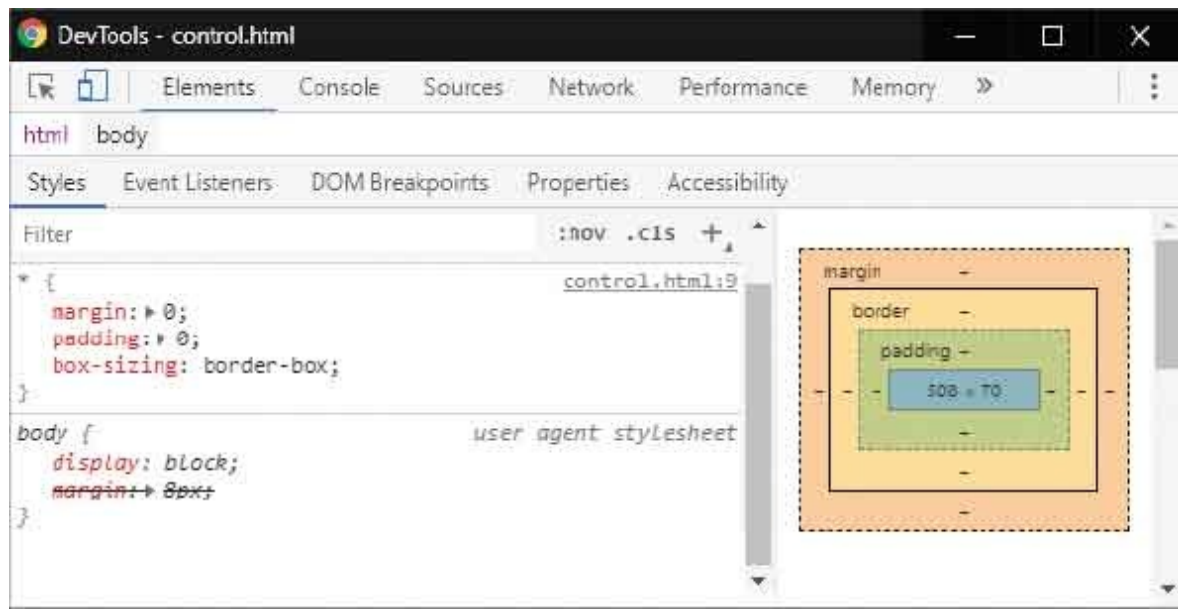 DevTools - control.html
Elements Console Sources Network Performance Memory »
html body
Styles Event Listeners DOM Breakpoints Properties Accessibility
Filter :hov .cls +
* { control.html:9
margin: 0;
padding: 0;
box-sizing: border-box;
}
body { user agent stylesheet
display: block;
margin: 8px;
}
margin -
border -
padding -
- - - 508 × 70 - - -
-
-
-